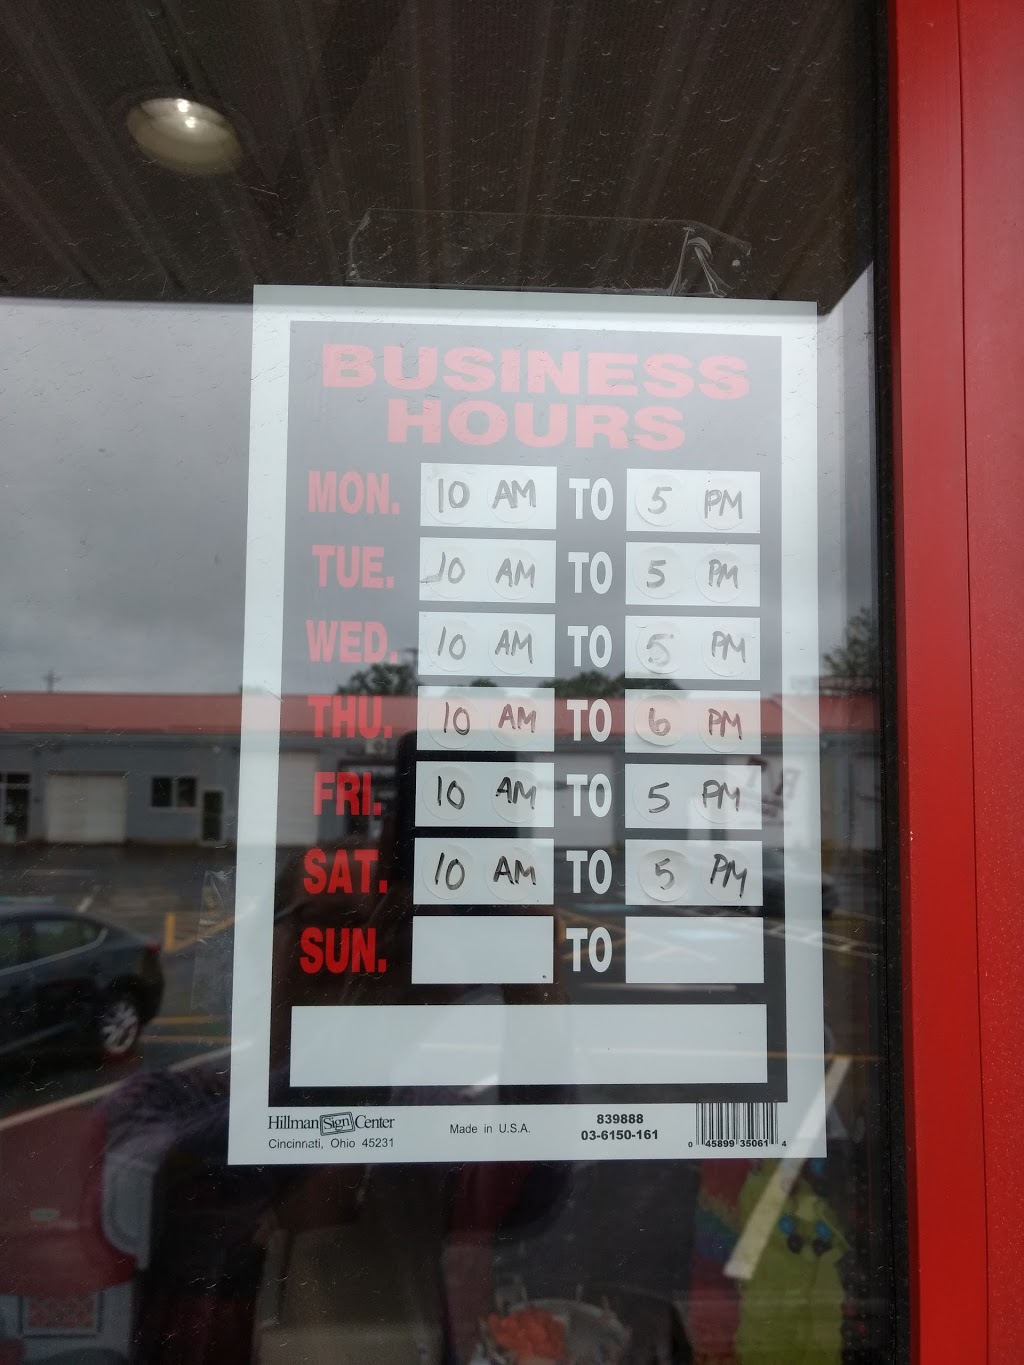 BUSINESS
HOURS
MON. 10 AM TO 5 PM
TUE. 10 AM TO 5 PM
WED. 10 AM TO 5 PM
THU. 10 AM TO 6 PM
FRI. 10 AM TO 5 PM
SAT. 10 AM TO 5 PM
SUN. TO
Hillman Sign Center Made in U.S.A. 839888
Cincinnati, Ohio 45231 03-6150-161
0 45899 35061 4